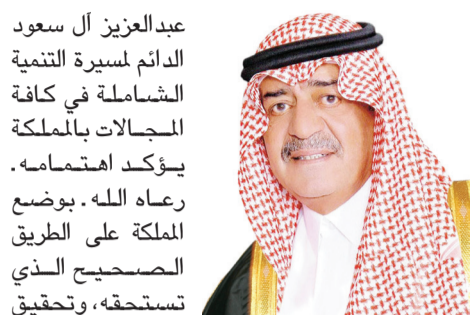 عبدالعزيز آل سعود
الدائم لمسيرة التنمية
الشاملة في كافة
المجالات بالمملكة
يؤكد اهتمامه.
رعاه الله. بوضع
المملكة على الطريق
الصحيح الذي
تستحقه، وتحقيق